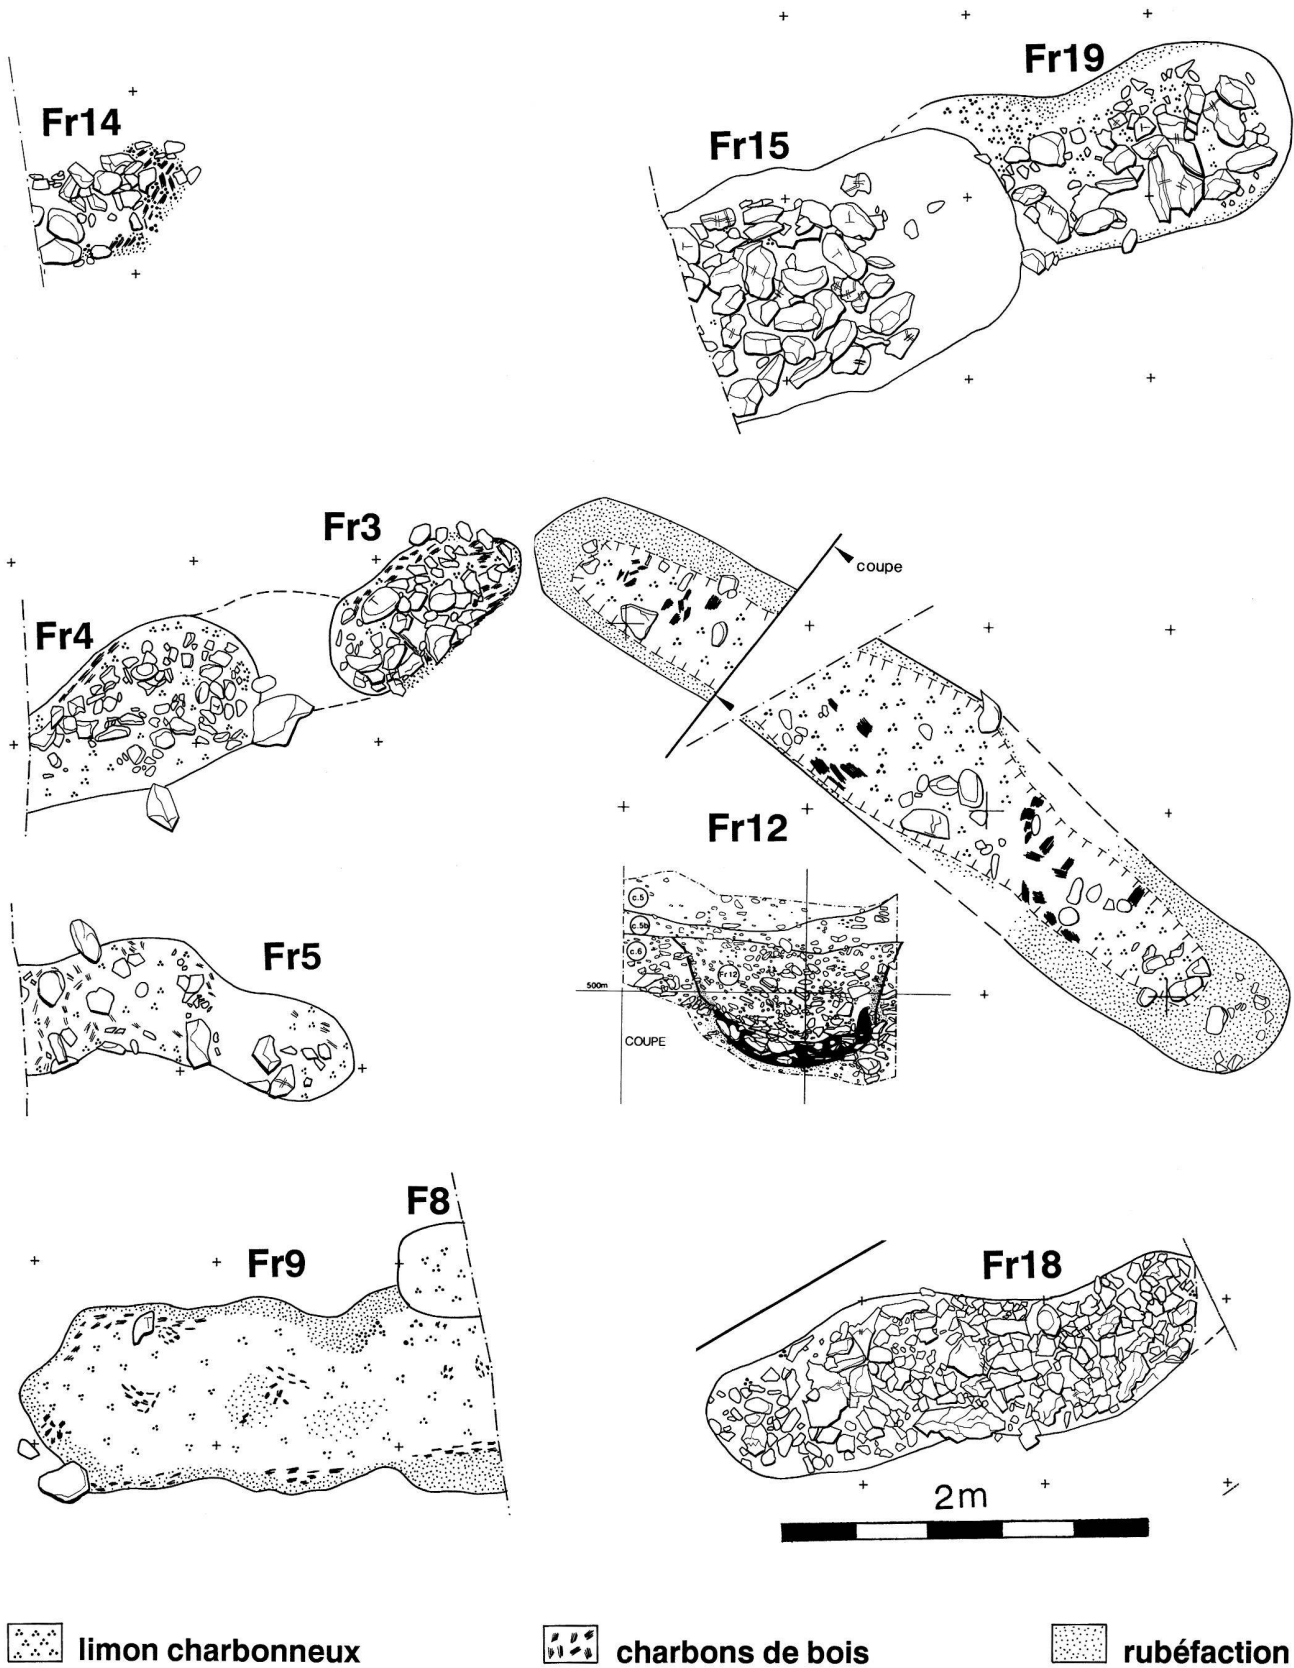 Fr14
Fr19
Fr15
Fr3
coupe
Fr4
Fr12
c.5
c.5b
c.6
Fr12
500m
COUPE
Fr5
F8
Fr9
Fr18
2m
limon charbonneux
charbons de bois
rubéfaction